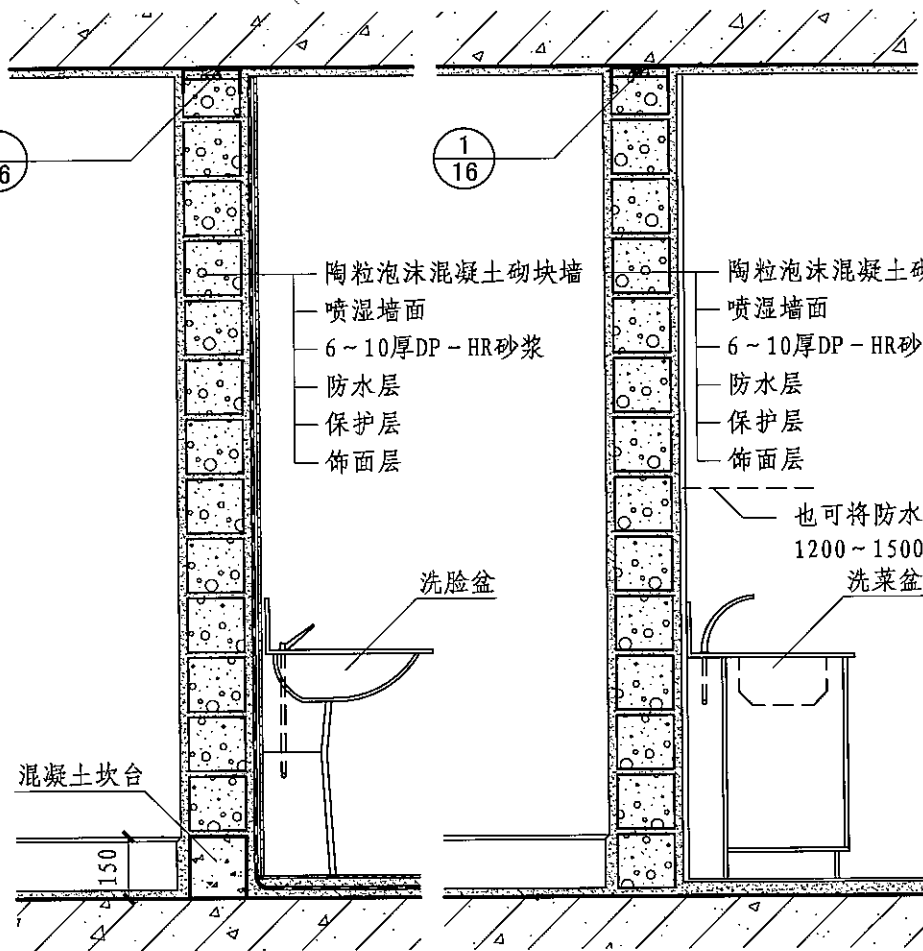 6
1
16
陶粒泡沫混凝土砌块墙
喷湿墙面
6~10厚DP-HR砂浆
防水层
保护层
饰面层
陶粒泡沫混凝土砌
喷湿墙面
6~10厚DP-HR砂
防水层
保护层
饰面层
也可将防水
1200~1500
洗菜盆
洗脸盆
混凝土坎台
150